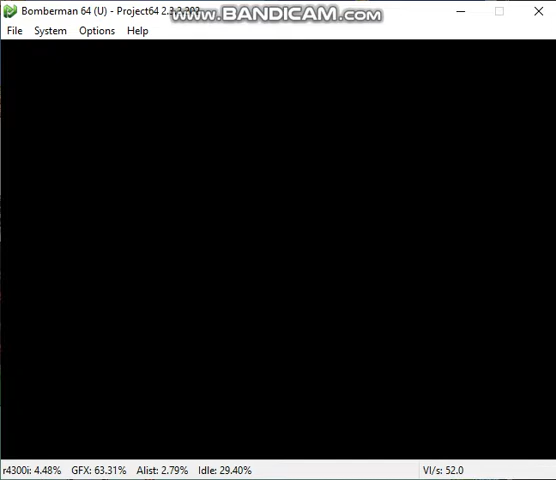 Bomberman 64 (U) - Project64 2.3.2.202
www.BANDICAM.com
File System Options Help
r4300i: 4.48% GFX: 63.31% Alist: 2.79% Idle: 29.40% VI/s: 52.0